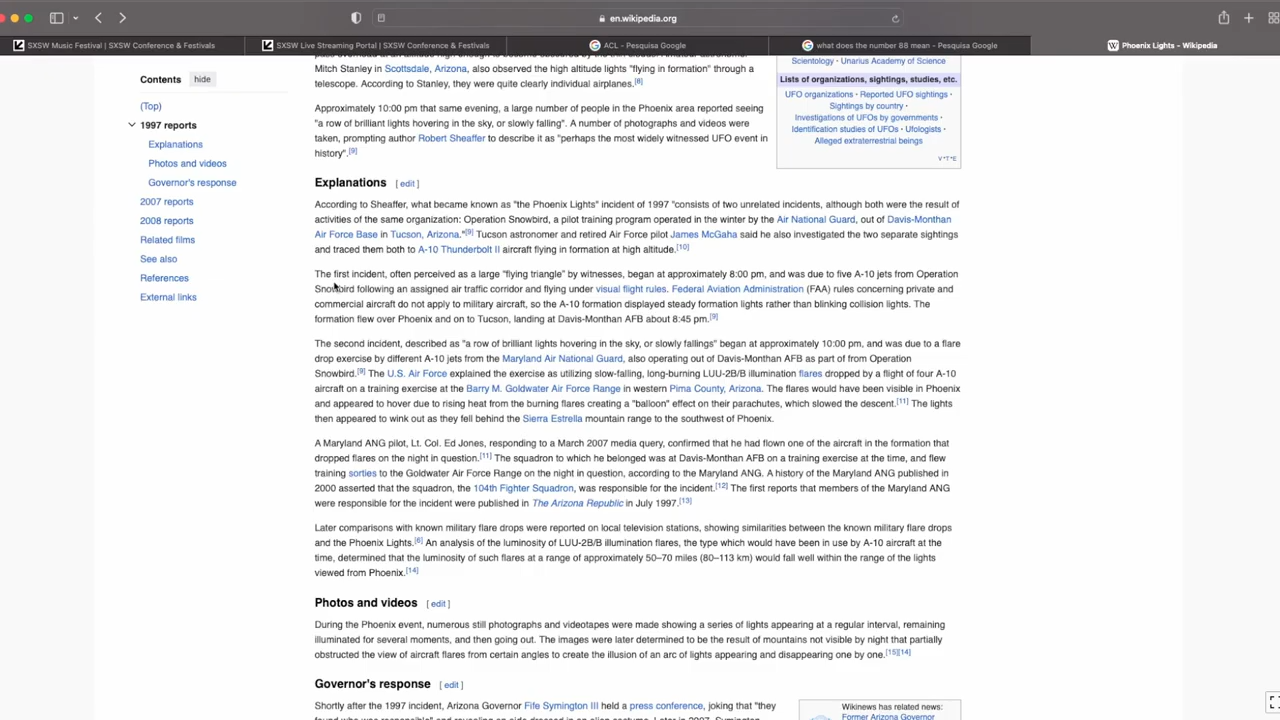 en.wikipedia.org
SXSW Music Festival | SXSW Conference & Festivals
SXSW Live Streaming Portal | SXSW Conference & Festivals
ACL - Pesquisa Google
what does the number 88 mean - Pesquisa Google
Phoenix Lights - Wikipedia
Contents hide
(Top)
1997 reports
Explanations
Photos and videos
Governor's response
2007 reports
2008 reports
Related films
See also
References
External links
Mitch Stanley in Scottsdale, Arizona, also observed the high altitude lights "flying in formation" through a
telescope. According to Stanley, they were quite clearly individual airplanes.[8]
Approximately 10:00 pm that same evening, a large number of people in the Phoenix area reported seeing
"a row of brilliant lights hovering in the sky, or slowly falling". A number of photographs and videos were
taken, prompting author Robert Sheaffer to describe it as "perhaps the most widely witnessed UFO event in
history".[9]
Scientology · Unarius Academy of Science
Lists of organizations, sightings, studies, etc.
UFO organizations · Reported UFO sightings ·
Sightings by country ·
Investigations of UFOs by governments ·
Identification studies of UFOs · Ufologists ·
Alleged extraterrestrial beings
V·T·E
Explanations [ edit ]
According to Sheaffer, what became known as "the Phoenix Lights" incident of 1997 "consists of two unrelated incidents, although both were the result of
activities of the same organization: Operation Snowbird, a pilot training program operated in the winter by the Air National Guard, out of Davis-Monthan
Air Force Base in Tucson, Arizona."[9] Tucson astronomer and retired Air Force pilot James McGaha said he also investigated the two separate sightings
and traced them both to A-10 Thunderbolt II aircraft flying in formation at high altitude.[10]
The first incident, often perceived as a large "flying triangle" by witnesses, began at approximately 8:00 pm, and was due to five A-10 jets from Operation
Snowbird following an assigned air traffic corridor and flying under visual flight rules. Federal Aviation Administration (FAA) rules concerning private and
commercial aircraft do not apply to military aircraft, so the A-10 formation displayed steady formation lights rather than blinking collision lights. The
formation flew over Phoenix and on to Tucson, landing at Davis-Monthan AFB about 8:45 pm.[9]
The second incident, described as "a row of brilliant lights hovering in the sky, or slowly fallings" began at approximately 10:00 pm, and was due to a flare
drop exercise by different A-10 jets from the Maryland Air National Guard, also operating out of Davis-Monthan AFB as part of from Operation
Snowbird.[9] The U.S. Air Force explained the exercise as utilizing slow-falling, long-burning LUU-2B/B illumination flares dropped by a flight of four A-10
aircraft on a training exercise at the Barry M. Goldwater Air Force Range in western Pima County, Arizona. The flares would have been visible in Phoenix
and appeared to hover due to rising heat from the burning flares creating a "balloon" effect on their parachutes, which slowed the descent.[11] The lights
then appeared to wink out as they fell behind the Sierra Estrella mountain range to the southwest of Phoenix.
A Maryland ANG pilot, Lt. Col. Ed Jones, responding to a March 2007 media query, confirmed that he had flown one of the aircraft in the formation that
dropped flares on the night in question.[11] The squadron to which he belonged was at Davis-Monthan AFB on a training exercise at the time, and flew
training sorties to the Goldwater Air Force Range on the night in question, according to the Maryland ANG. A history of the Maryland ANG published in
2000 asserted that the squadron, the 104th Fighter Squadron, was responsible for the incident.[12] The first reports that members of the Maryland ANG
were responsible for the incident were published in The Arizona Republic in July 1997.[13]
Later comparisons with known military flare drops were reported on local television stations, showing similarities between the known military flare drops
and the Phoenix Lights.[6] An analysis of the luminosity of LUU-2B/B illumination flares, the type which would have been in use by A-10 aircraft at the
time, determined that the luminosity of such flares at a range of approximately 50–70 miles (80–113 km) would fall well within the range of the lights
viewed from Phoenix.[14]
Photos and videos [ edit ]
During the Phoenix event, numerous still photographs and videotapes were made showing a series of lights appearing at a regular interval, remaining
illuminated for several moments, and then going out. The images were later determined to be the result of mountains not visible by night that partially
obstructed the view of aircraft flares from certain angles to create the illusion of an arc of lights appearing and disappearing one by one.[15][14]
Governor's response [ edit ]
Shortly after the 1997 incident, Arizona Governor Fife Symington III held a press conference, joking that "they
Wikinews has related news:
Former Arizona Governor